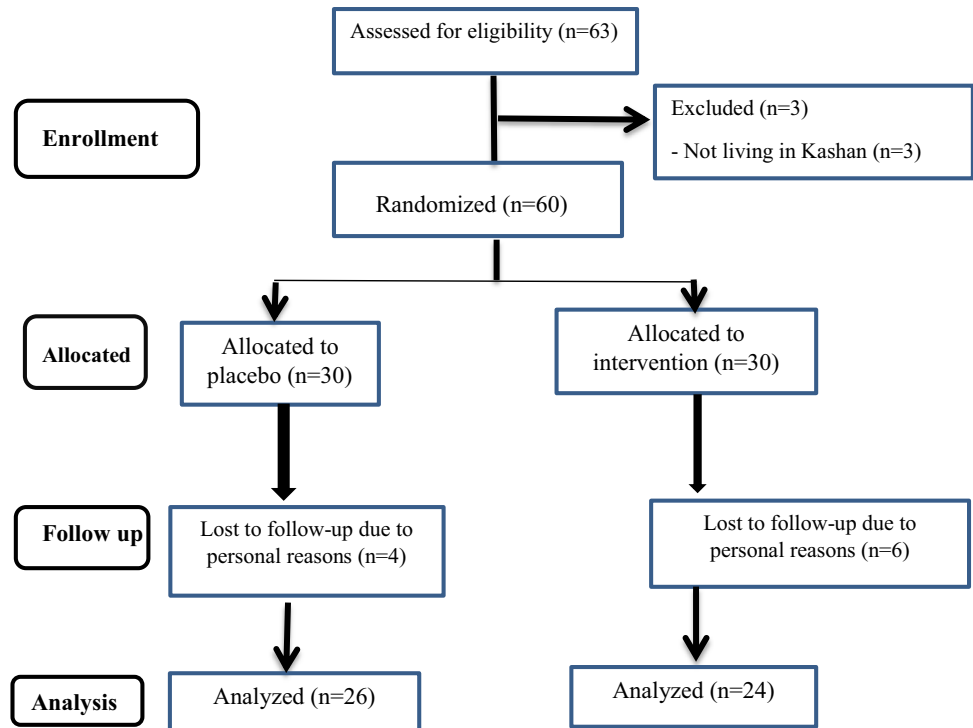 Assessed for eligibility (n=63)
Enrollment
Excluded (n=3)
- Not living in Kashan (n=3)
Randomized (n=60)
Allocated
Allocated to
placebo (n=30)
Allocated to
intervention (n=30)
Follow up
Lost to follow-up due to
personal reasons (n=4)
Lost to follow-up due to
personal reasons (n=6)
Analysis
Analyzed (n=26)
Analyzed (n=24)